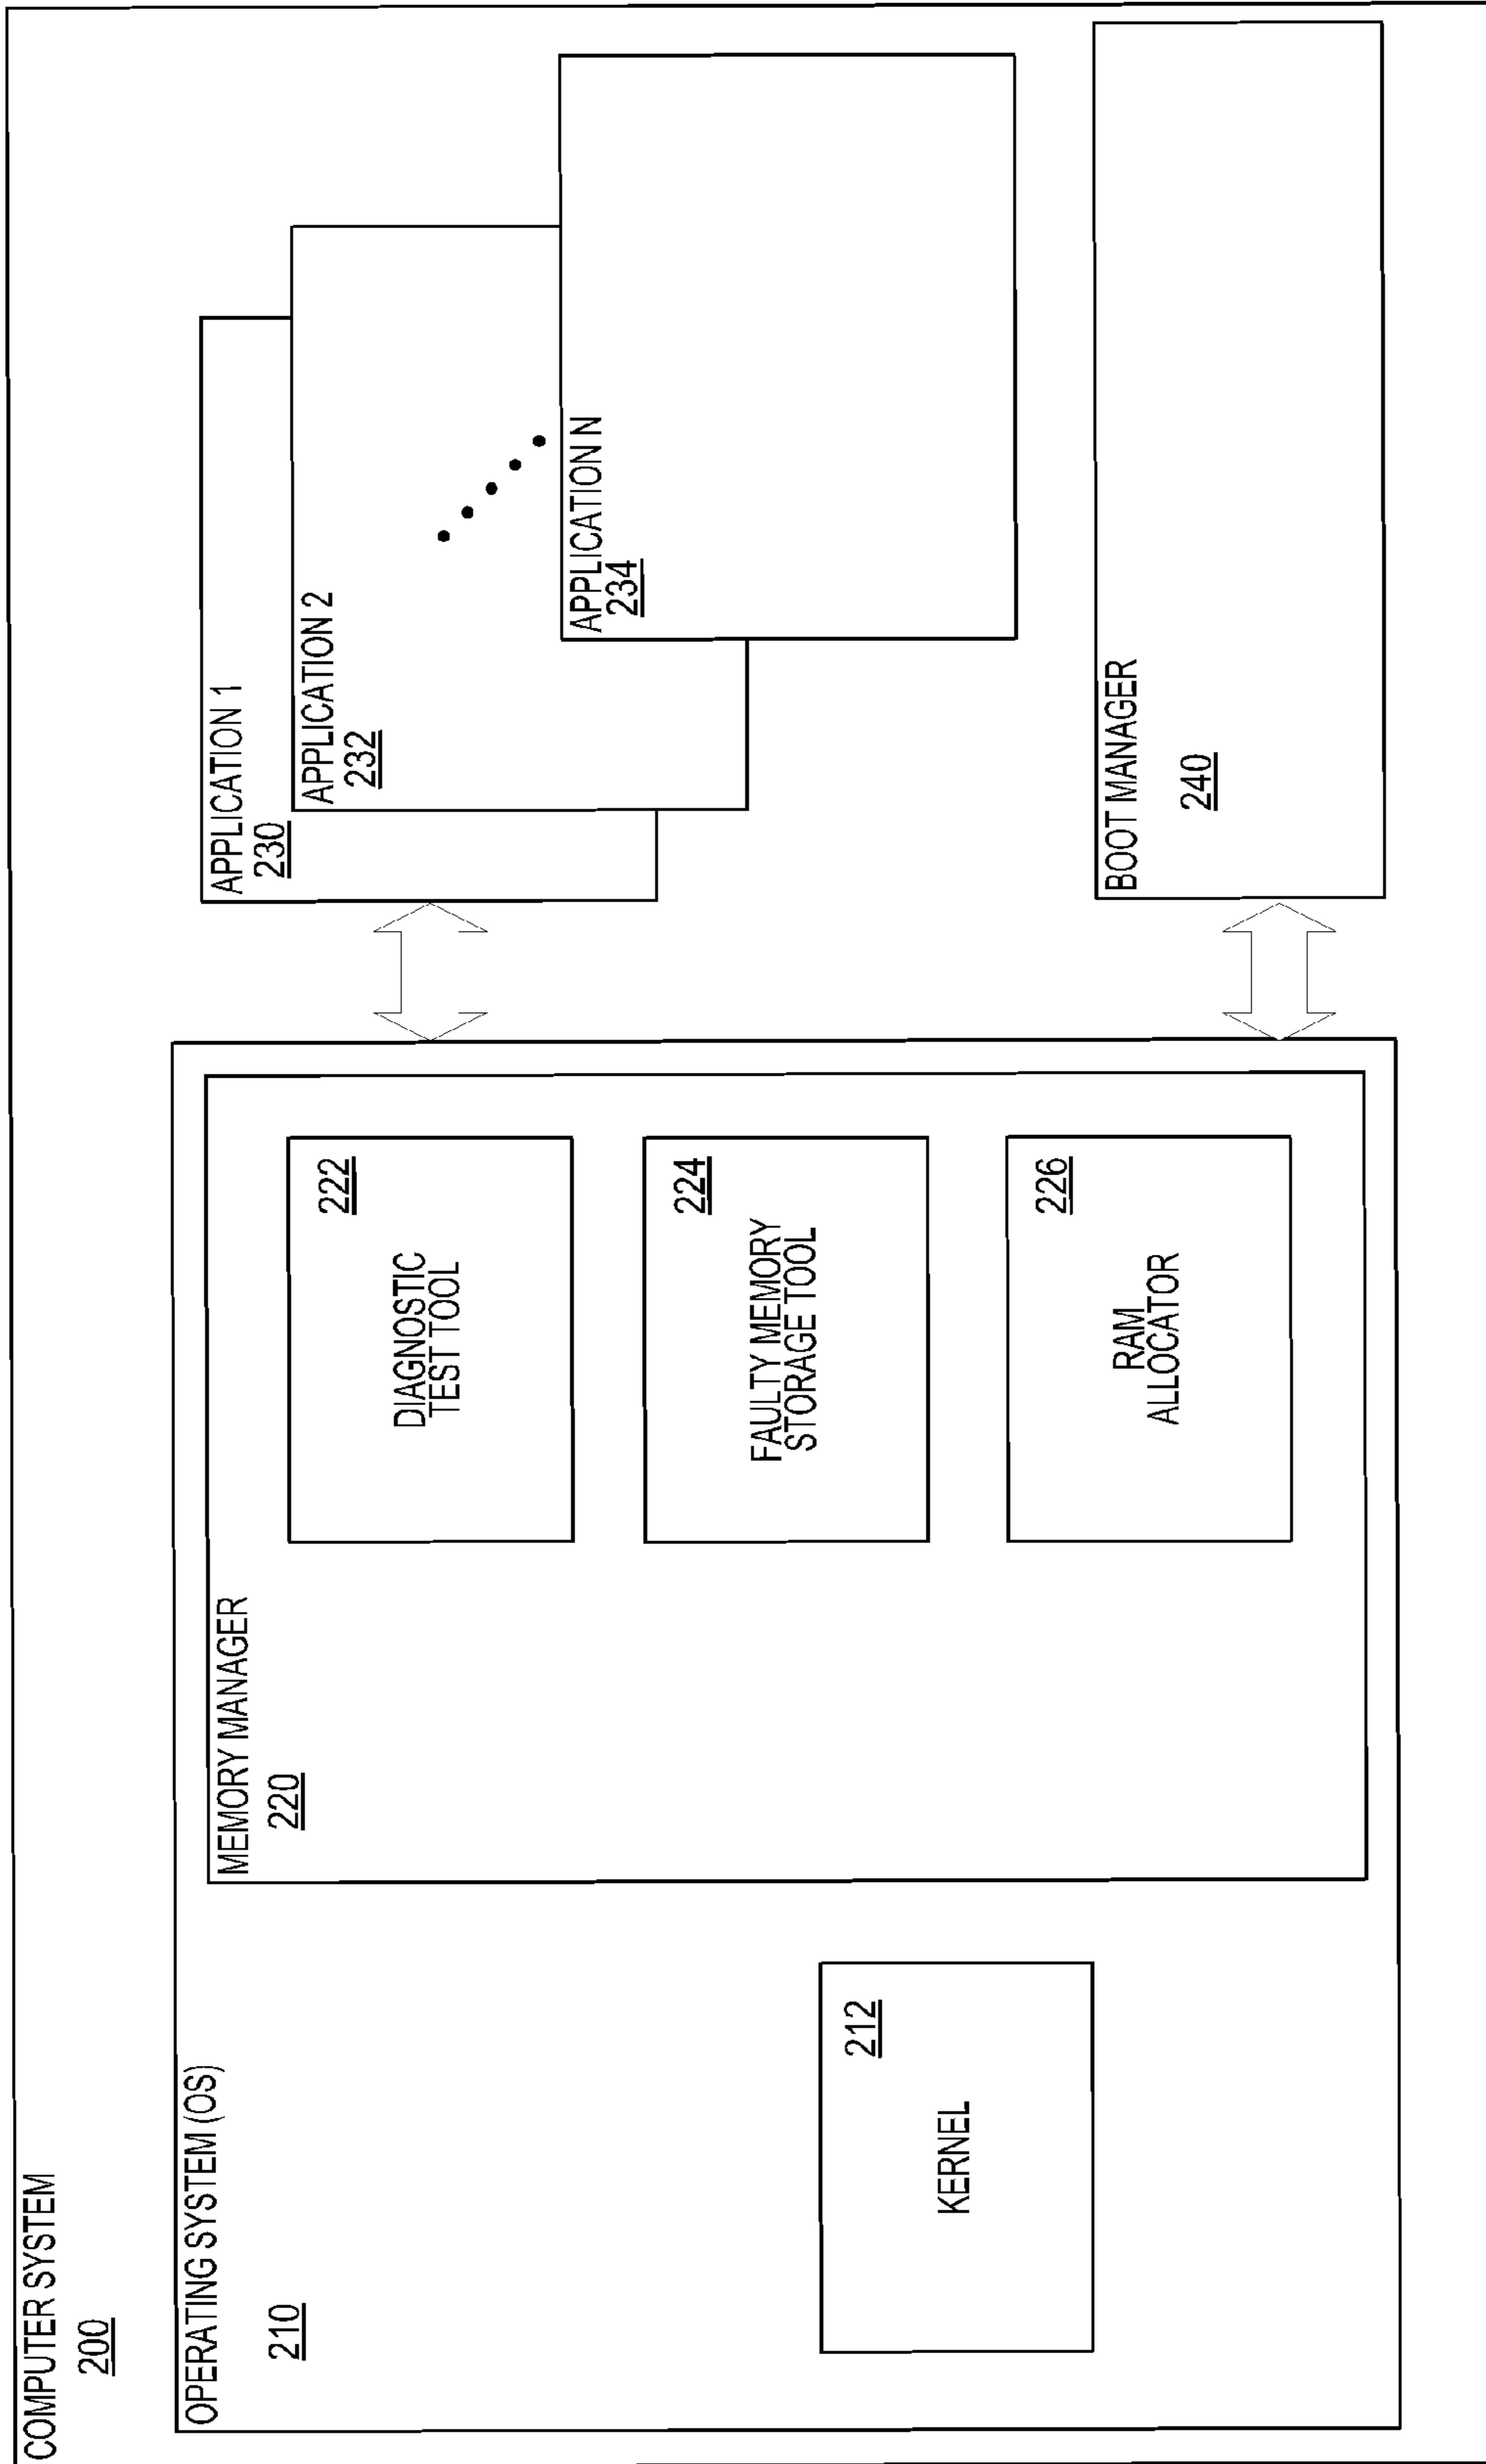 COMPUTER SYSTEM
200
OPERATING SYSTEM (OS)
210
KERNEL
212
MEMORY MANAGER
220
DIAGNOSTIC
TEST TOOL
222
FAULTY MEMORY
STORAGE TOOL
224
RAM
ALLOCATOR
226
APPLICATION 1
230
APPLICATION 2
232
APPLICATION N
234
BOOT MANAGER
240